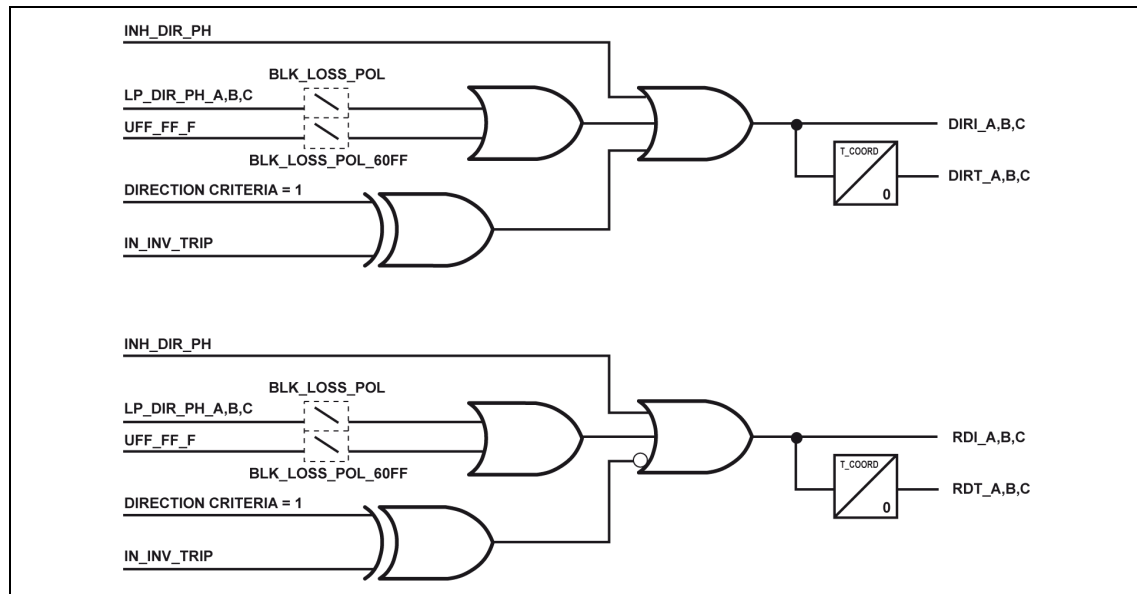 INH_DIR_PH
BLK_LOSS_POL
LP_DIR_PH_A,B,C
UFF_FF_F
BLK_LOSS_POL_60FF
DIRECTION CRITERIA = 1
IN_INV_TRIP
DIRI_A,B,C
T_COORD
0
DIRT_A,B,C
INH_DIR_PH
BLK_LOSS_POL
LP_DIR_PH_A,B,C
UFF_FF_F
BLK_LOSS_POL_60FF
DIRECTION CRITERIA = 1
IN_INV_TRIP
RDI_A,B,C
T_COORD
0
RDT_A,B,C